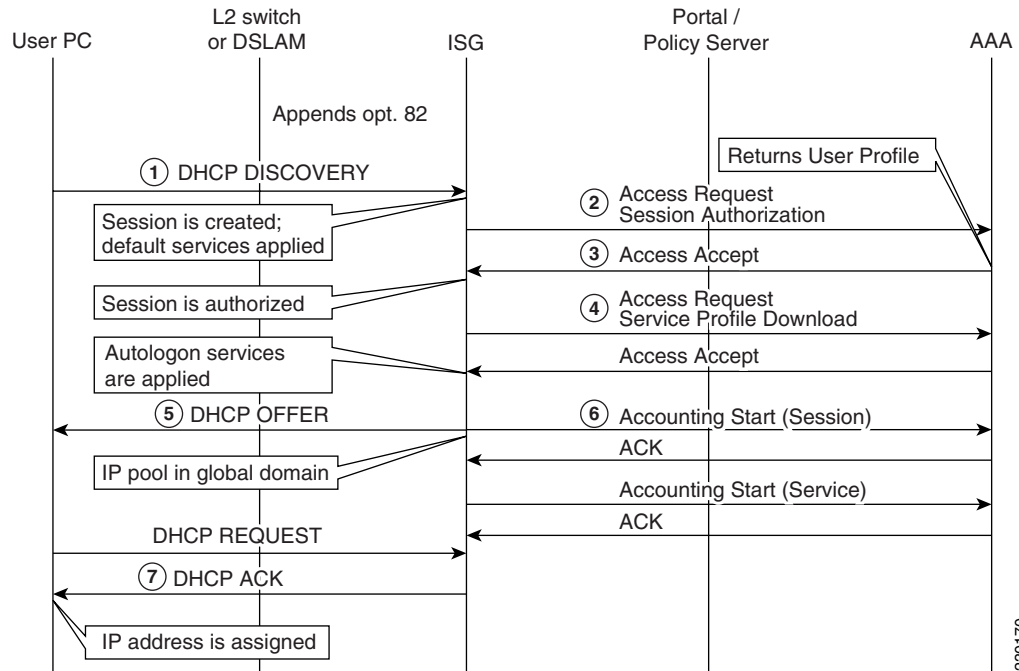 L2 switch
or DSLAM
Portal /
Policy Server
User PC
ISG
AAA
Appends opt. 82
Returns User Profile
1 DHCP DISCOVERY
2 Access Request
Session Authorization
Session is created;
default services applied
3 Access Accept
Session is authorized
4 Access Request
Service Profile Download
Autologon services
are applied
Access Accept
5 DHCP OFFER
6 Accounting Start (Session)
ACK
IP pool in global domain
Accounting Start (Service)
ACK
DHCP REQUEST
7 DHCP ACK
IP address is assigned